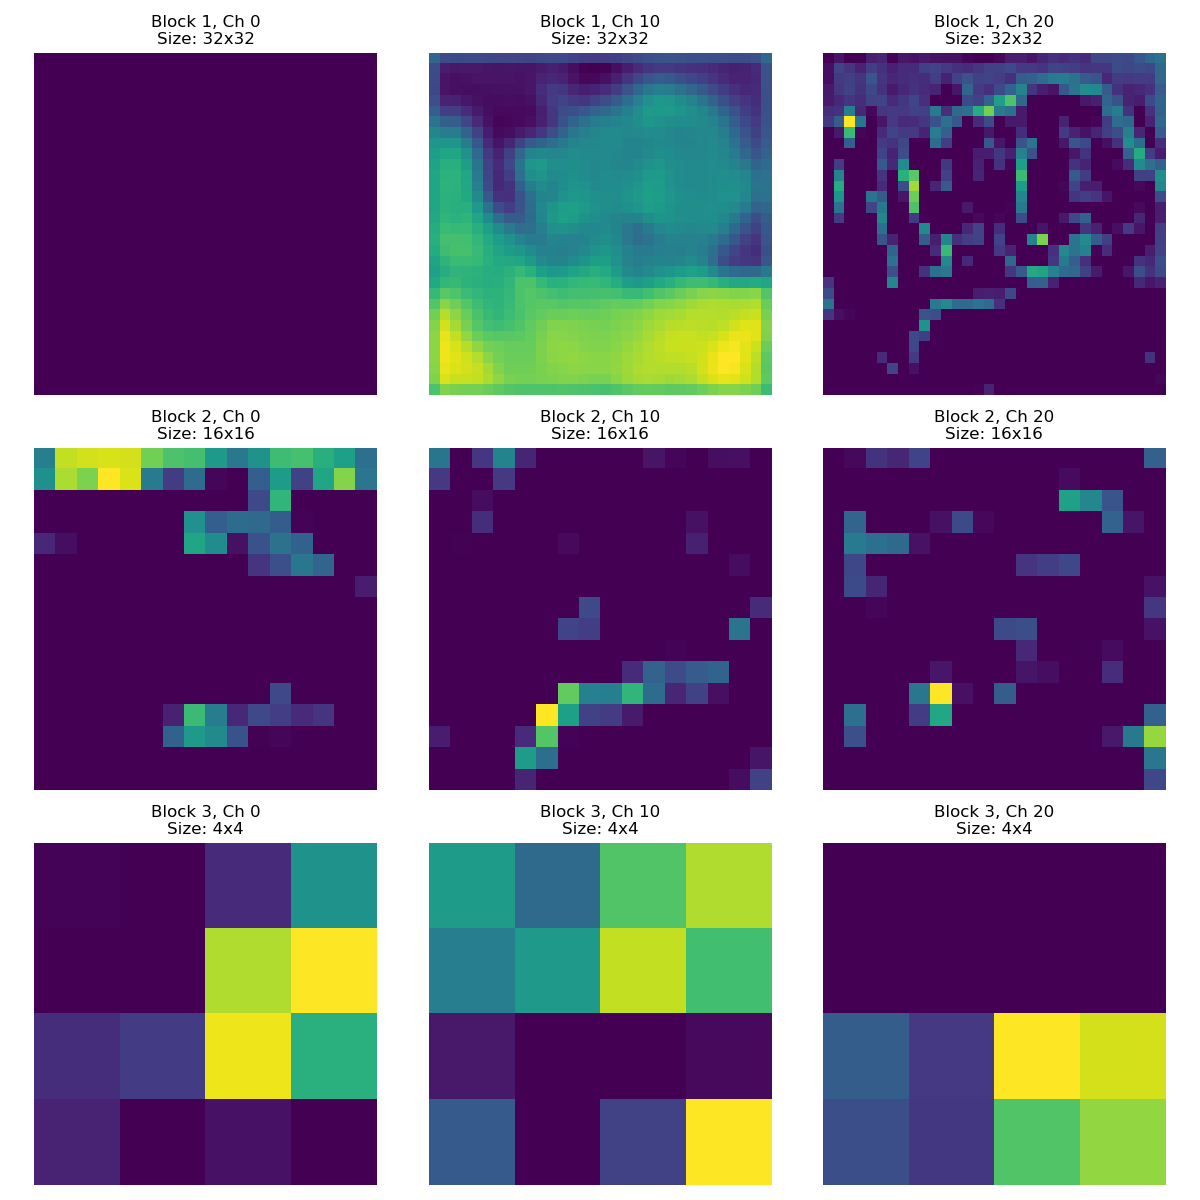 Block 1, Ch 0
Size: 32x32
Block 1, Ch 10
Size: 32x32
Block 1, Ch 20
Size: 32x32
Block 2, Ch 0
Size: 16x16
Block 2, Ch 10
Size: 16x16
Block 2, Ch 20
Size: 16x16
Block 3, Ch 0
Size: 4x4
Block 3, Ch 10
Size: 4x4
Block 3, Ch 20
Size: 4x4